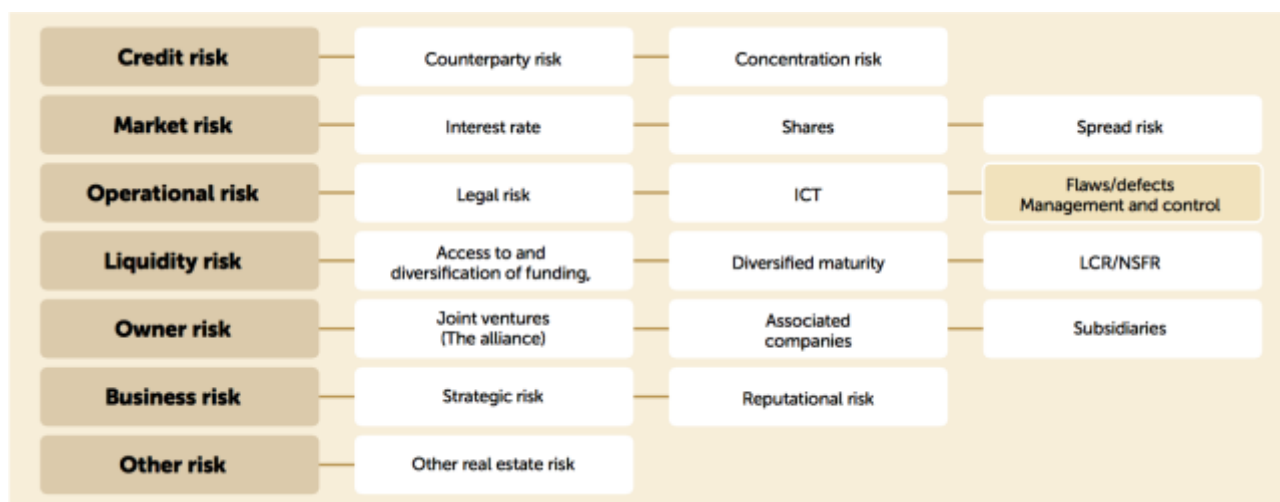 Credit risk
Counterparty risk
Concentration risk
Market risk
Interest rate
Shares
Spread risk
Operational risk
Legal risk
ICT
Flaws/defects
Management and control
Liquidity risk
Access to and
diversification of funding,
Diversified maturity
LCR/NSFR
Owner risk
Joint ventures
(The alliance)
Associated
companies
Subsidiaries
Business risk
Strategic risk
Reputational risk
Other risk
Other real estate risk